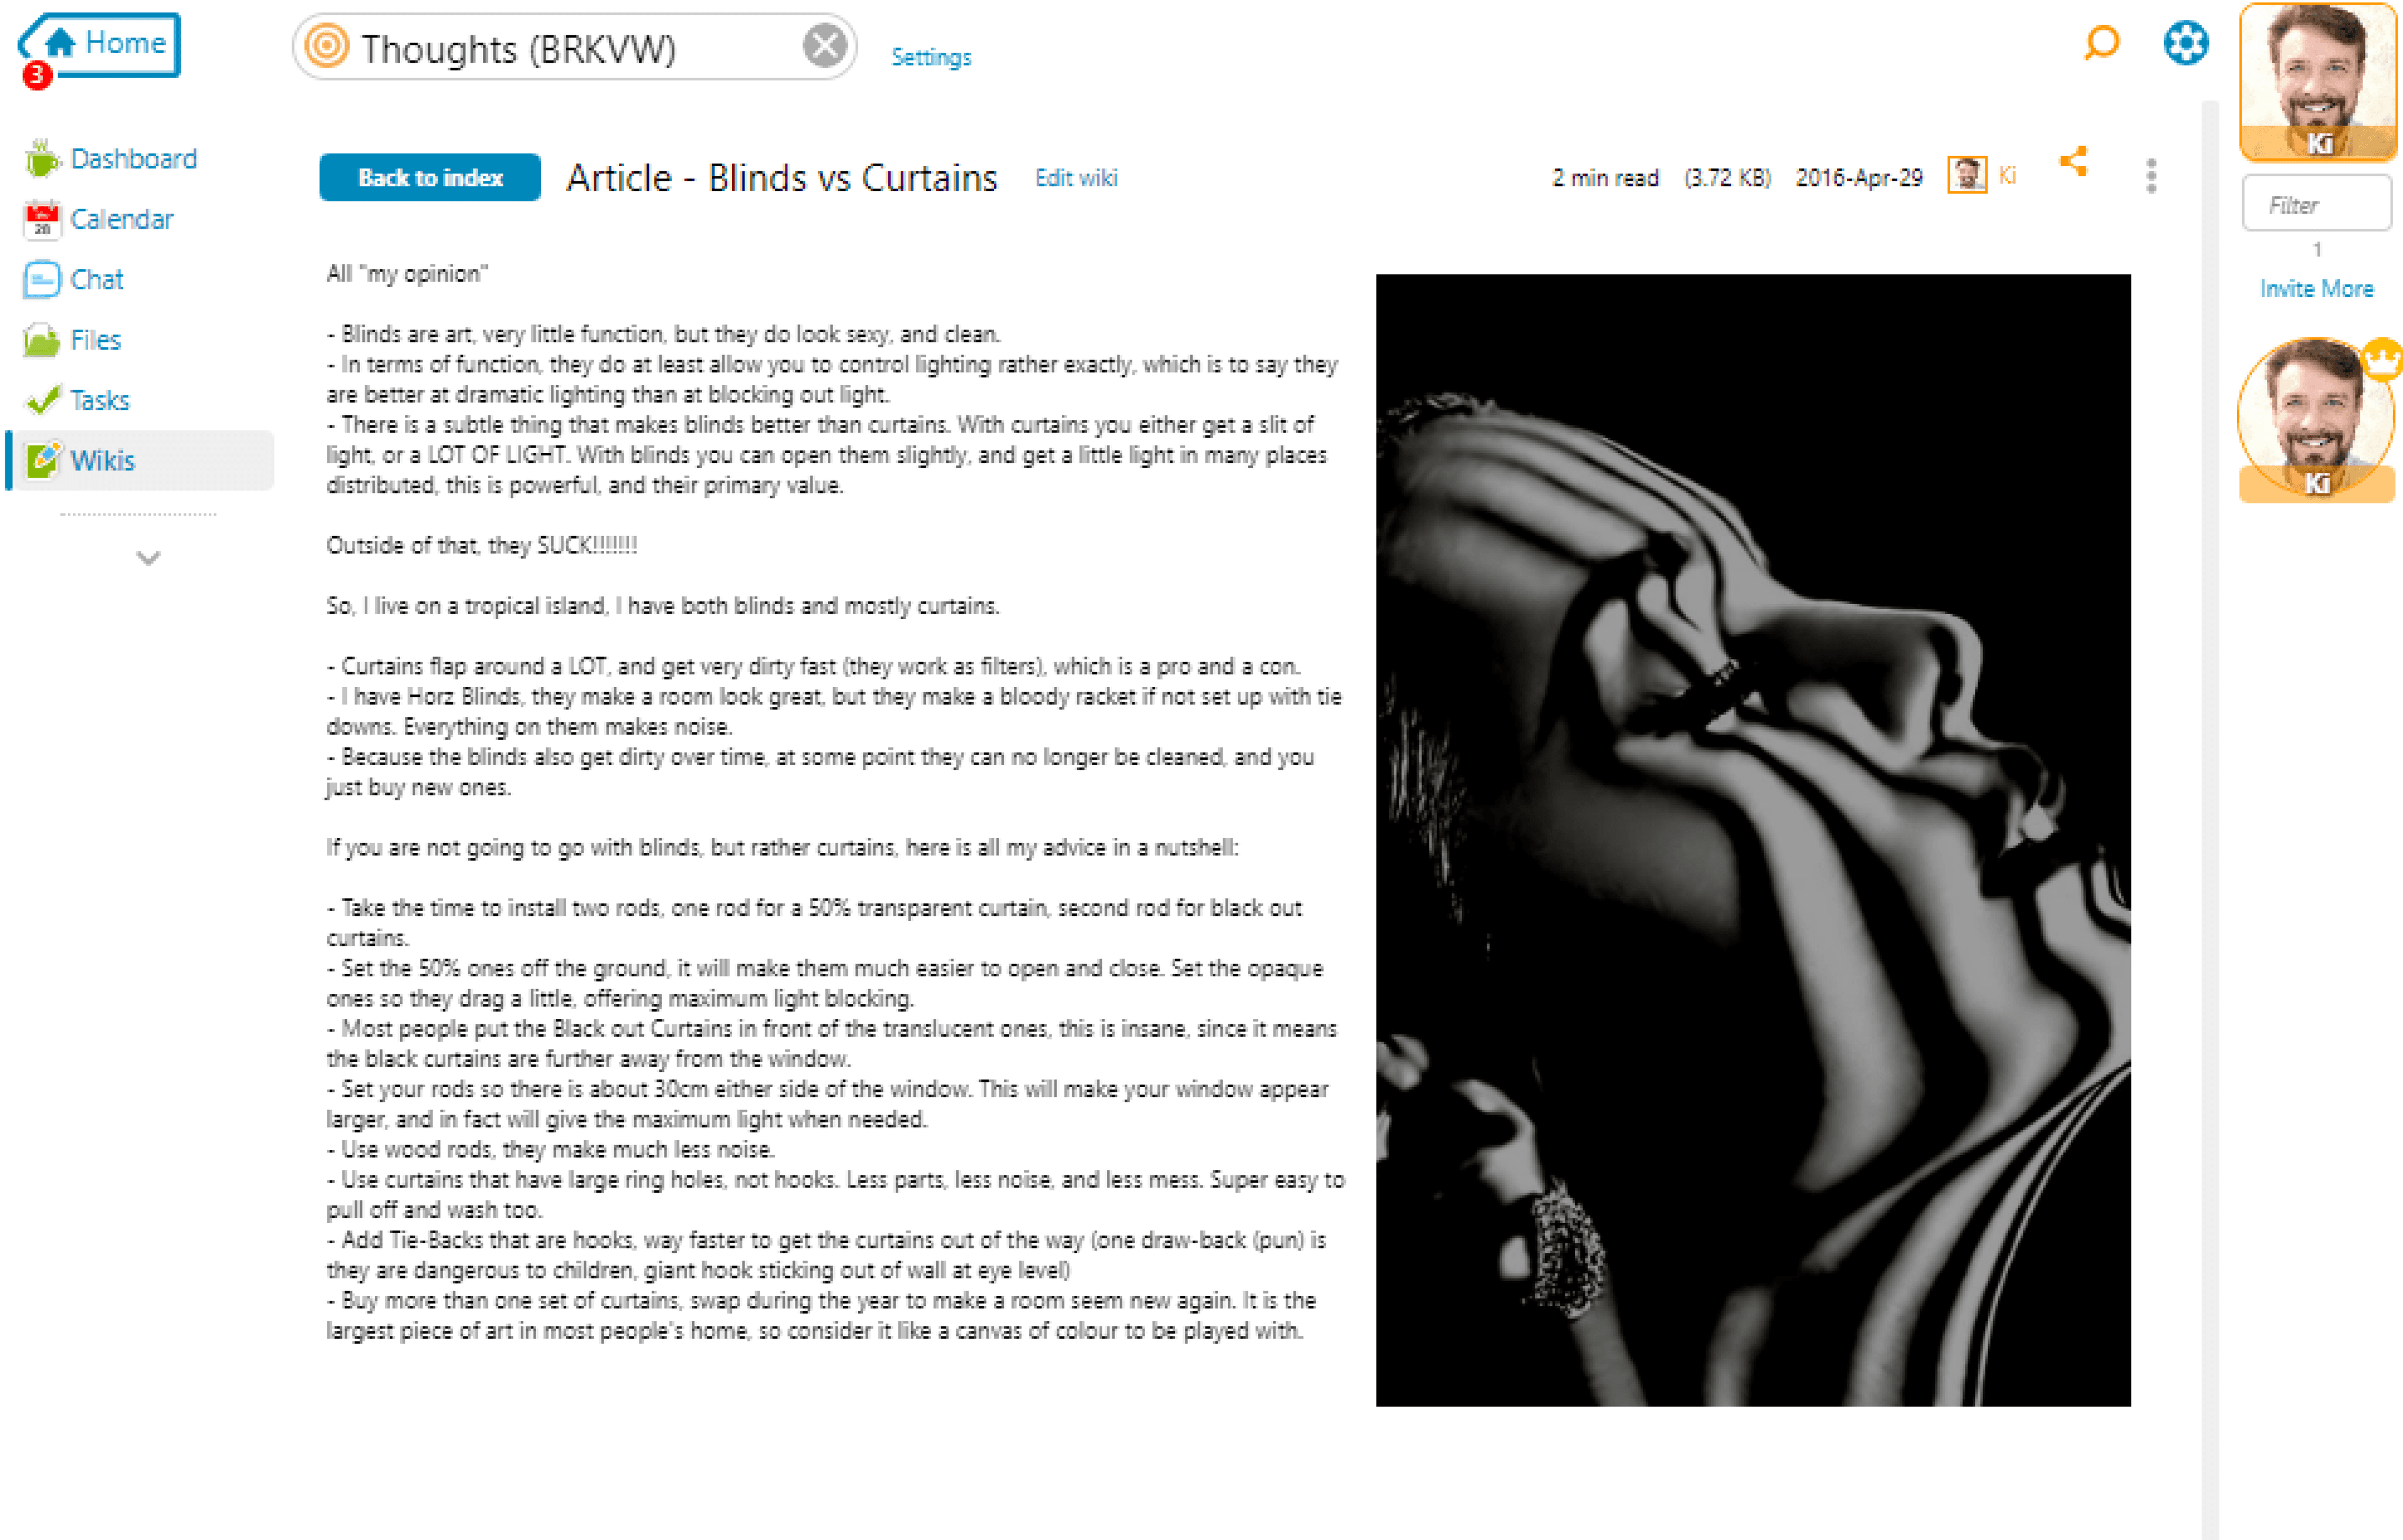 Home
3
Thoughts (BRKVW)
Settings
Ki
Dashboard
Calendar
28
Chat
Files
Tasks
Wikis
Back to index
Article - Blinds vs Curtains
Edit wiki
2 min read (3.72 KB) 2016-Apr-29
Ki
Filter
1
Invite More
Ki
All "my opinion"
- Blinds are art, very little function, but they do look sexy, and clean.
- In terms of function, they do at least allow you to control lighting rather exactly, which is to say they
are better at dramatic lighting than at blocking out light.
- There is a subtle thing that makes blinds better than curtains. With curtains you either get a slit of
light, or a LOT OF LIGHT. With blinds you can open them slightly, and get a little light in many places
distributed, this is powerful, and their primary value.
Outside of that, they SUCK!!!!!!!
So, I live on a tropical island, I have both blinds and mostly curtains.
- Curtains flap around a LOT, and get very dirty fast (they work as filters), which is a pro and a con.
- I have Horz Blinds, they make a room look great, but they make a bloody racket if not set up with tie
downs. Everything on them makes noise.
- Because the blinds also get dirty over time, at some point they can no longer be cleaned, and you
just buy new ones.
If you are not going to go with blinds, but rather curtains, here is all my advice in a nutshell:
- Take the time to install two rods, one rod for a 50% transparent curtain, second rod for black out
curtains.
- Set the 50% ones off the ground, it will make them much easier to open and close. Set the opaque
ones so they drag a little, offering maximum light blocking.
- Most people put the Black out Curtains in front of the translucent ones, this is insane, since it means
the black curtains are further away from the window.
- Set your rods so there is about 30cm either side of the window. This will make your window appear
larger, and in fact will give the maximum light when needed.
- Use wood rods, they make much less noise.
- Use curtains that have large ring holes, not hooks. Less parts, less noise, and less mess. Super easy to
pull off and wash too.
- Add Tie-Backs that are hooks, way faster to get the curtains out of the way (one draw-back (pun) is
they are dangerous to children, giant hook sticking out of wall at eye level)
- Buy more than one set of curtains, swap during the year to make a room seem new again. It is the
largest piece of art in most people's home, so consider it like a canvas of colour to be played with.